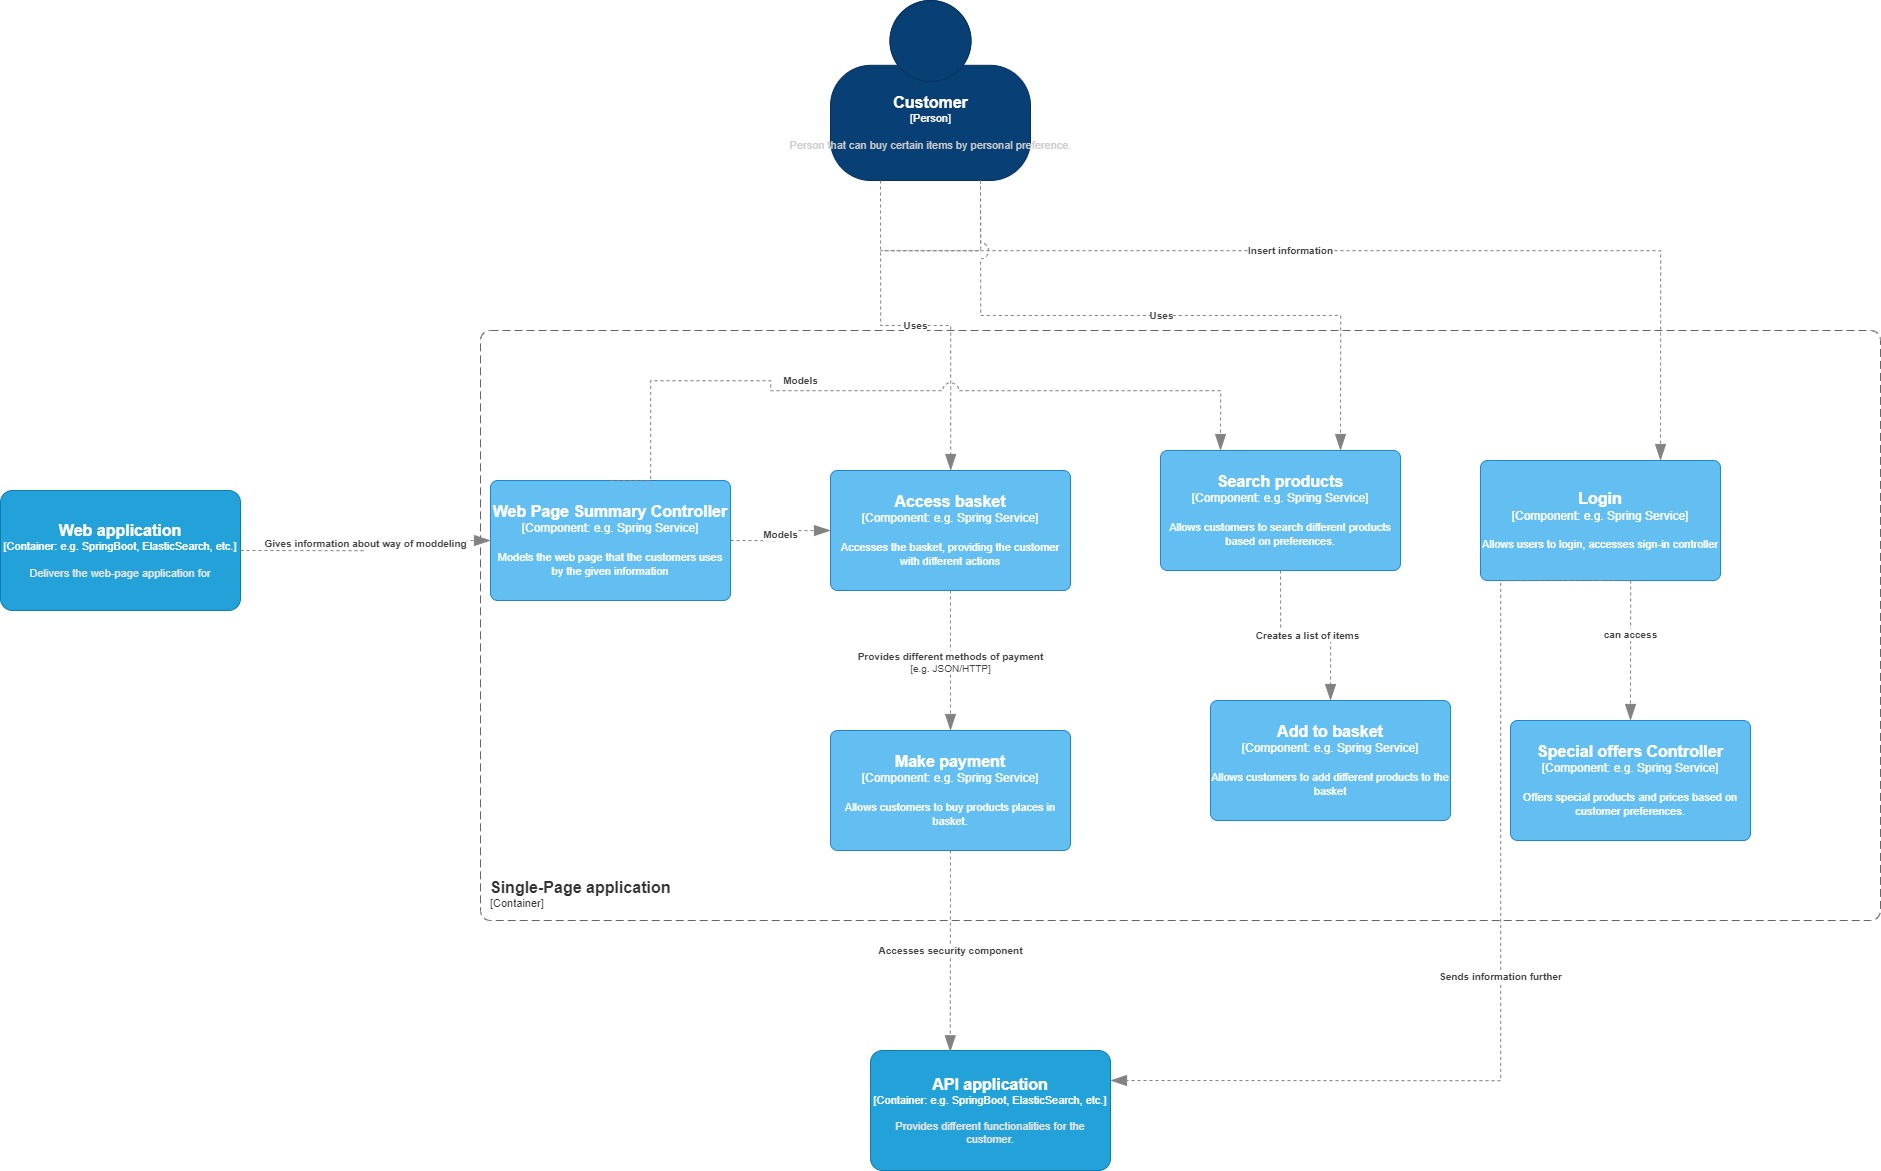 Customer
[Person]
Person that can buy certain items by personal preference.
Insert information
Uses
Uses
Models
Web application
[Container: e.g. SpringBoot, ElasticSearch, etc.]
Delivers the web-page application for
Gives information about way of moddeling
Web Page Summary Controller
[Component: e.g. Spring Service]
Models the web page that the customers uses
by the given information
Models
Access basket
[Component: e.g. Spring Service]
Accesses the basket, providing the customer
with different actions
Search products
[Component: e.g. Spring Service]
Allows customers to search different products
based on preferences.
Login
[Component: e.g. Spring Service]
Allows users to login, accesses sign-in controller
Provides different methods of payment
[e.g. JSON/HTTP]
Creates a list of items
can access
Make payment
[Component: e.g. Spring Service]
Allows customers to buy products places in
basket.
Add to basket
[Component: e.g. Spring Service]
Allows customers to add different products to the
basket
Special offers Controller
[Component: e.g. Spring Service]
Offers special products and prices based on
customer preferences.
Single-Page application
[Container]
Accesses security component
Sends information further
API application
[Container: e.g. SpringBoot, ElasticSearch, etc.]
Provides different functionalities for the
customer.